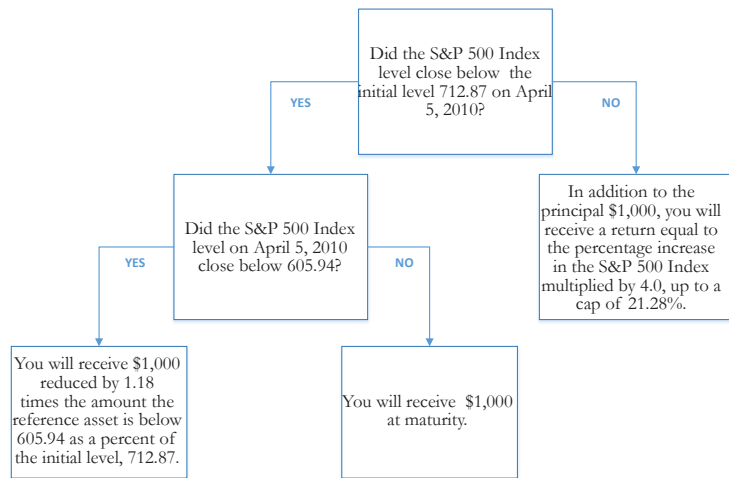 Did the S&P 500 Index
level close below the
initial level 712.87 on April
5, 2010?
YES
NO
Did the S&P 500 Index
level on April 5, 2010
close below 605.94?
In addition to the
principal $1,000, you will
receive a return equal to
the percentage increase
in the S&P 500 Index
multiplied by 4.0, up to a
cap of 21.28%.
YES
NO
You will receive $1,000
reduced by 1.18
times the amount the
reference asset is below
605.94 as a percent of
the initial level, 712.87.
You will receive $1,000
at maturity.